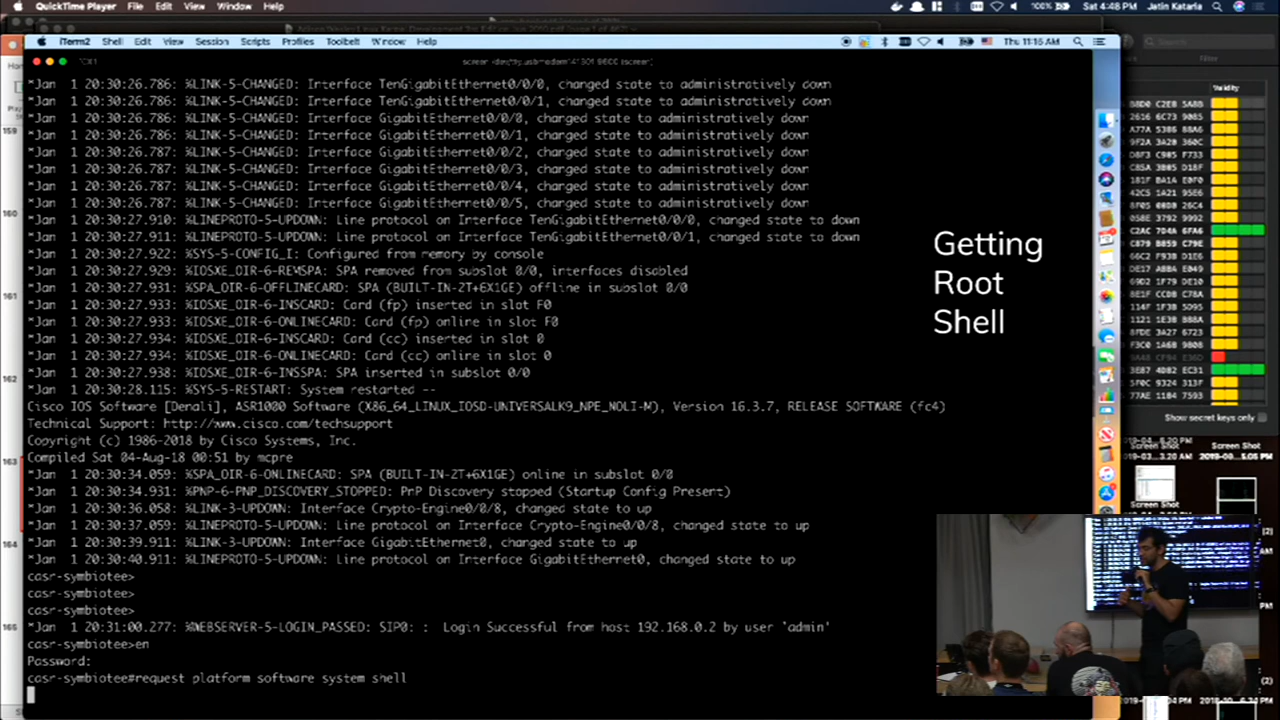 QuickTime Player File Edit View Window Help
100% Sat 4:48 PM Jatin Kataria
iTerm2 Shell Edit View Session Scripts Profiles Toolbelt Window Help
Thu 11:15 AM
*Jan 1 20:30:26.786: %LINK-5-CHANGED: Interface TenGigabitEthernet0/0/0, changed state to administratively down
*Jan 1 20:30:26.786: %LINK-5-CHANGED: Interface TenGigabitEthernet0/0/1, changed state to administratively down
*Jan 1 20:30:26.786: %LINK-5-CHANGED: Interface GigabitEthernet0/0/0, changed state to administratively down
*Jan 1 20:30:26.786: %LINK-5-CHANGED: Interface GigabitEthernet0/0/1, changed state to administratively down
*Jan 1 20:30:26.787: %LINK-5-CHANGED: Interface GigabitEthernet0/0/2, changed state to administratively down
*Jan 1 20:30:26.787: %LINK-5-CHANGED: Interface GigabitEthernet0/0/3, changed state to administratively down
*Jan 1 20:30:26.787: %LINK-5-CHANGED: Interface GigabitEthernet0/0/4, changed state to administratively down
*Jan 1 20:30:26.787: %LINK-5-CHANGED: Interface GigabitEthernet0/0/5, changed state to administratively down
*Jan 1 20:30:27.910: %LINEPROTO-5-UPDOWN: Line protocol on Interface TenGigabitEthernet0/0/0, changed state to down
*Jan 1 20:30:27.911: %LINEPROTO-5-UPDOWN: Line protocol on Interface TenGigabitEthernet0/0/1, changed state to down
*Jan 1 20:30:27.922: %SYS-5-CONFIG_I: Configured from memory by console
*Jan 1 20:30:27.929: %IOSXE_OIR-6-REMSPA: SPA removed from subslot 0/0, interfaces disabled
*Jan 1 20:30:27.931: %SPA_OIR-6-OFFLINECARD: SPA (BUILT-IN-2T+6X1GE) offline in subslot 0/0
*Jan 1 20:30:27.933: %IOSXE_OIR-6-INSCARD: Card (fp) inserted in slot F0
*Jan 1 20:30:27.933: %IOSXE_OIR-6-ONLINECARD: Card (fp) online in slot F0
*Jan 1 20:30:27.934: %IOSXE_OIR-6-INSCARD: Card (cc) inserted in slot 0
*Jan 1 20:30:27.934: %IOSXE_OIR-6-ONLINECARD: Card (cc) online in slot 0
*Jan 1 20:30:27.938: %IOSXE_OIR-6-INSSPA: SPA inserted in subslot 0/0
*Jan 1 20:30:28.115: %SYS-5-RESTART: System restarted --
Cisco IOS Software [Denali], ASR1000 Software (X86_64_LINUX_IOSD-UNIVERSALK9_NPE_NOLI-M), Version 16.3.7, RELEASE SOFTWARE (fc4)
Technical Support: http://www.cisco.com/techsupport
Copyright (c) 1986-2018 by Cisco Systems, Inc.
Compiled Sat 04-Aug-18 00:51 by mcpre
*Jan 1 20:30:34.059: %SPA_OIR-6-ONLINECARD: SPA (BUILT-IN-2T+6X1GE) online in subslot 0/0
*Jan 1 20:30:34.931: %PNP-6-PNP_DISCOVERY_STOPPED: PnP Discovery stopped (Startup Config Present)
*Jan 1 20:30:36.058: %LINK-3-UPDOWN: Interface Crypto-Engine0/0/8, changed state to up
*Jan 1 20:30:37.059: %LINEPROTO-5-UPDOWN: Line protocol on Interface Crypto-Engine0/0/8, changed state to up
*Jan 1 20:30:39.911: %LINK-3-UPDOWN: Interface GigabitEthernet0, changed state to up
*Jan 1 20:30:40.911: %LINEPROTO-5-UPDOWN: Line protocol on Interface GigabitEthernet0, changed state to up
casr-symbiotee>
casr-symbiotee>
casr-symbiotee>
*Jan 1 20:31:00.277: %WEBSERVER-5-LOGIN_PASSED: SIP0: : Login Successful from host 192.168.0.2 by user 'admin'
casr-symbiotee>en
Password:
casr-symbiotee#request platform software system shell
Getting
Root
Shell
159
160
161
162
163
164
165
Validity
Show secret keys only
Screen Shot
Screen Shot